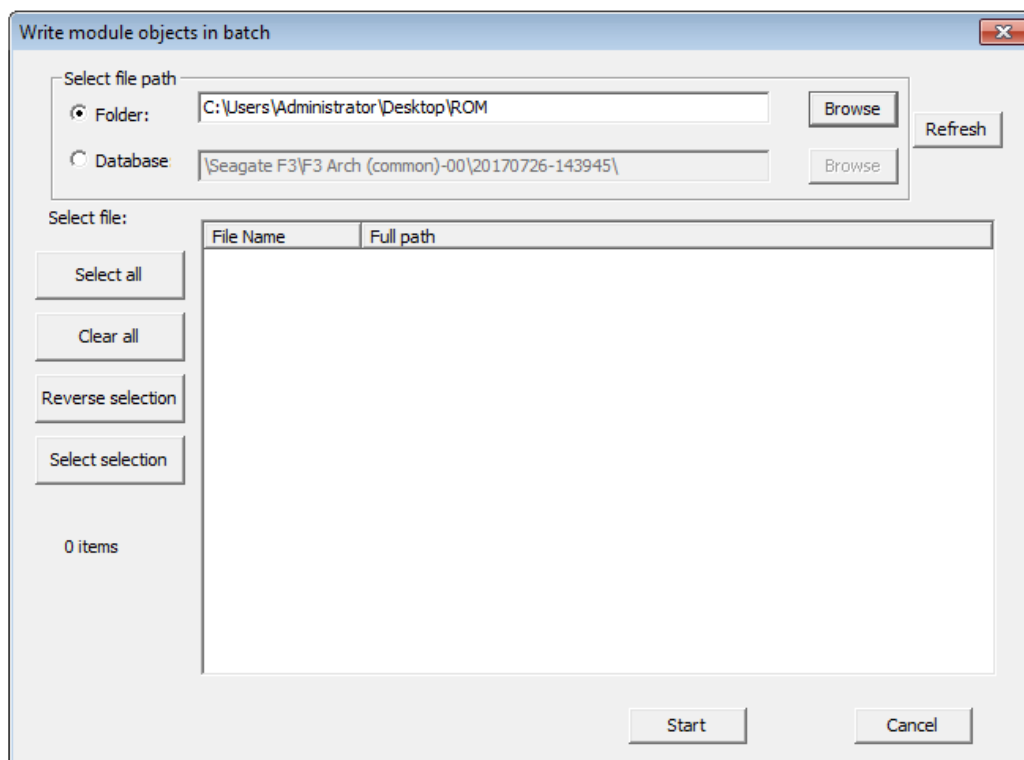 Write module objects in batch
Select file path
Folder:
C:\Users\Administrator\Desktop\ROM
Browse
Refresh
Database:
\Seagate F3\F3 Arch (common)-00\20170726-143945\
Browse
Select file:
File Name
Full path
Select all
Clear all
Reverse selection
Select selection
0 items
Start
Cancel